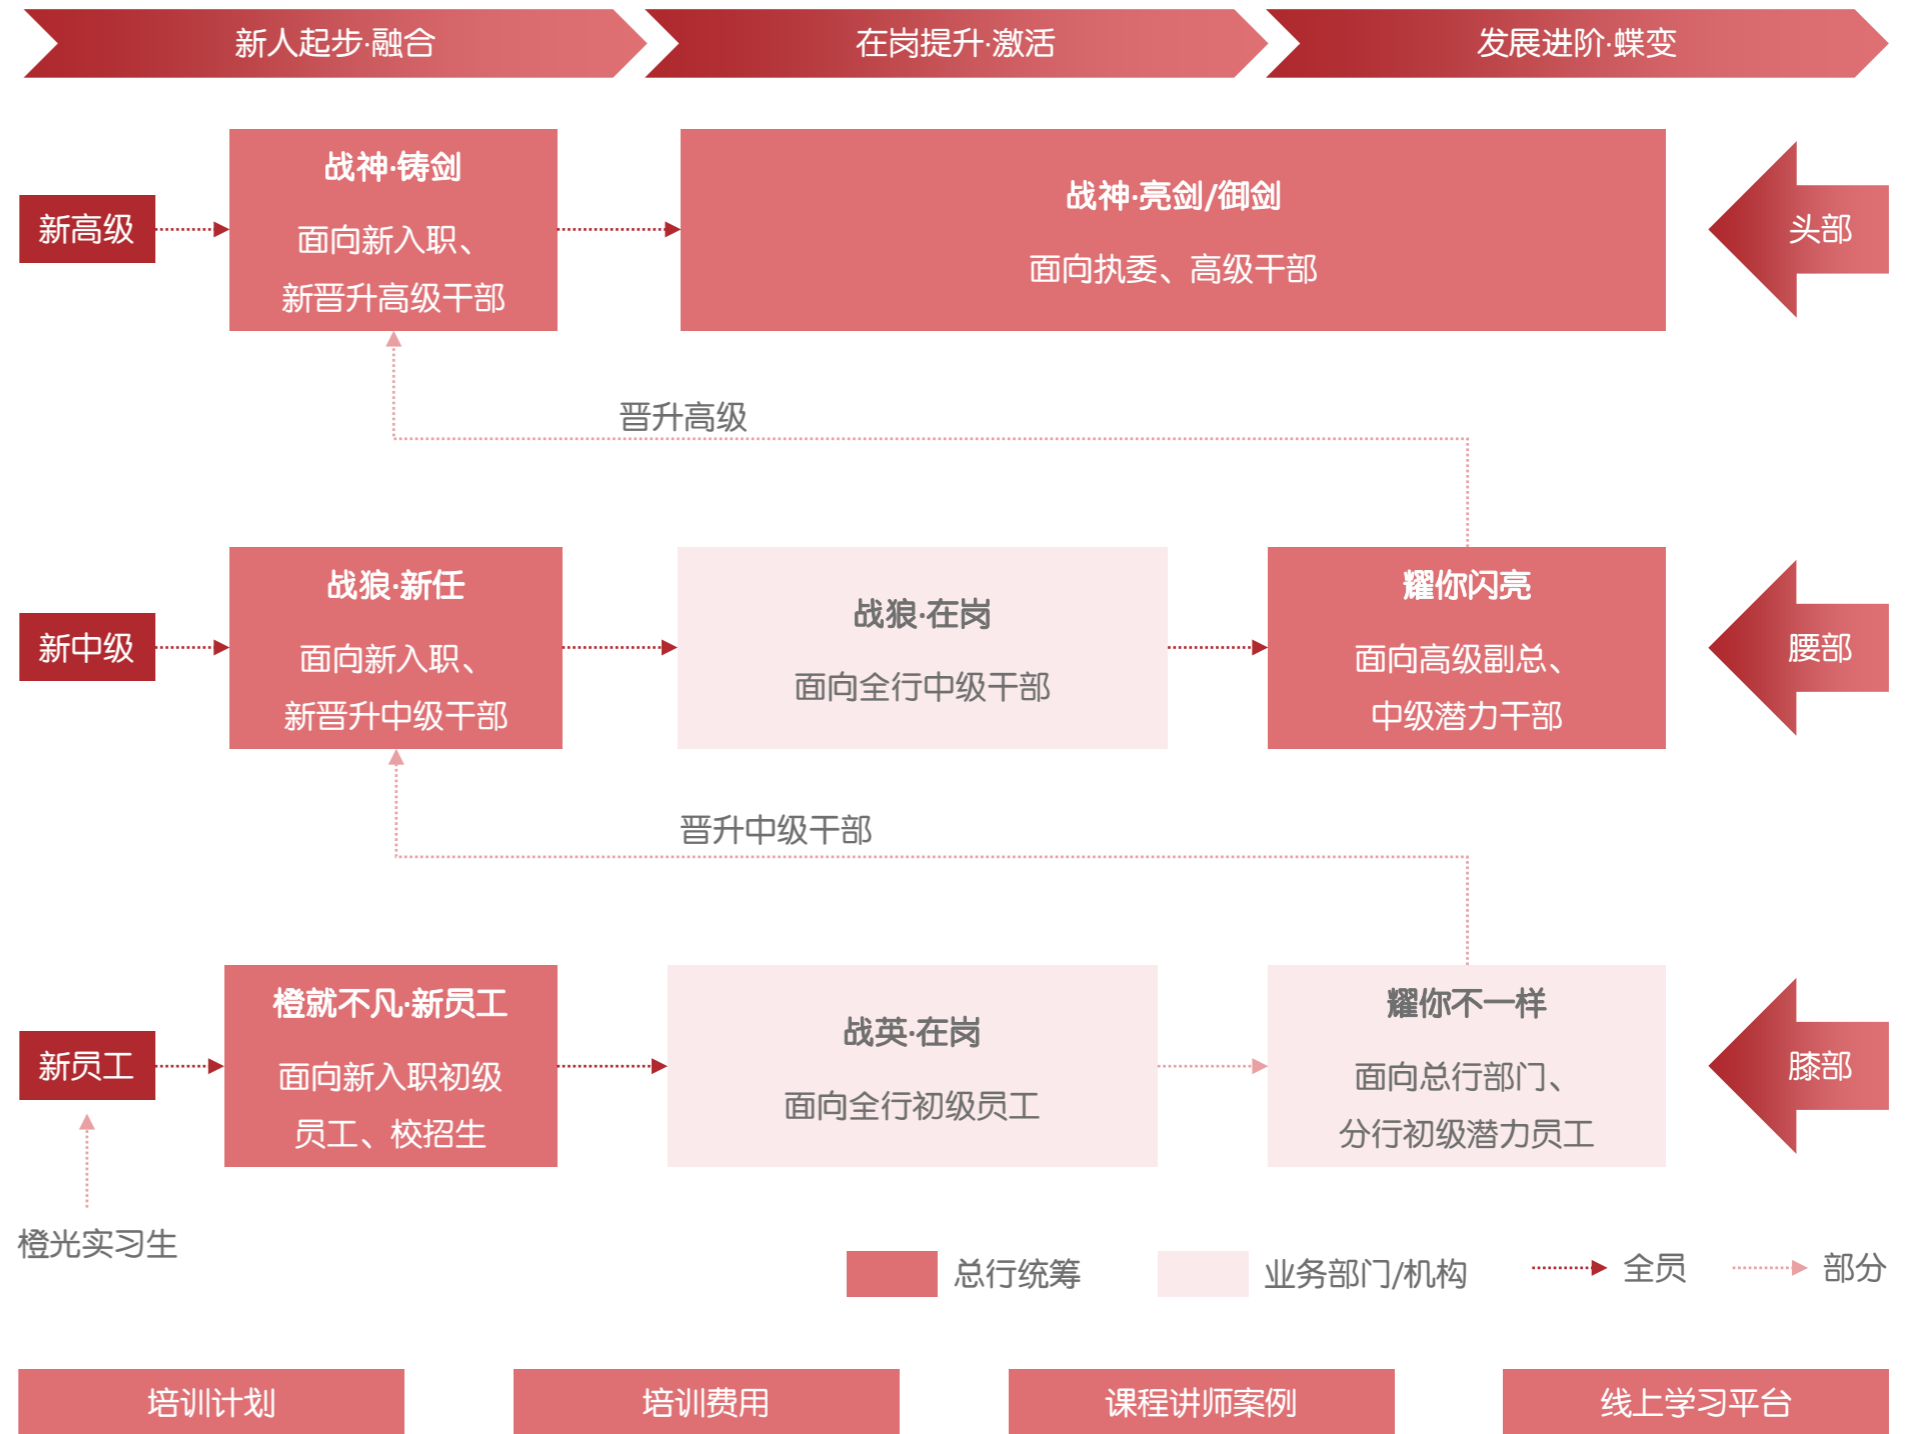 新人起步·融合
在岗提升·激活
发展进阶·蝶变
新高级
战神·铸剑
面向新入职、
新晋升高级干部
战神·亮剑/御剑
面向执委、高级干部
头部
晋升高级
新中级
战狼·新任
面向新入职、
新晋升中级干部
战狼·在岗
面向全行中级干部
耀你闪亮
面向高级副总、
中级潜力干部
腰部
晋升中级干部
新员工
橙就不凡·新员工
面向新入职初级
员工、校招生
战英·在岗
面向全行初级员工
耀你不一样
面向总行部门、
分行初级潜力员工
膝部
橙光实习生
总行统筹
业务部门/机构
全员
部分
培训计划
培训费用
课程讲师案例
线上学习平台